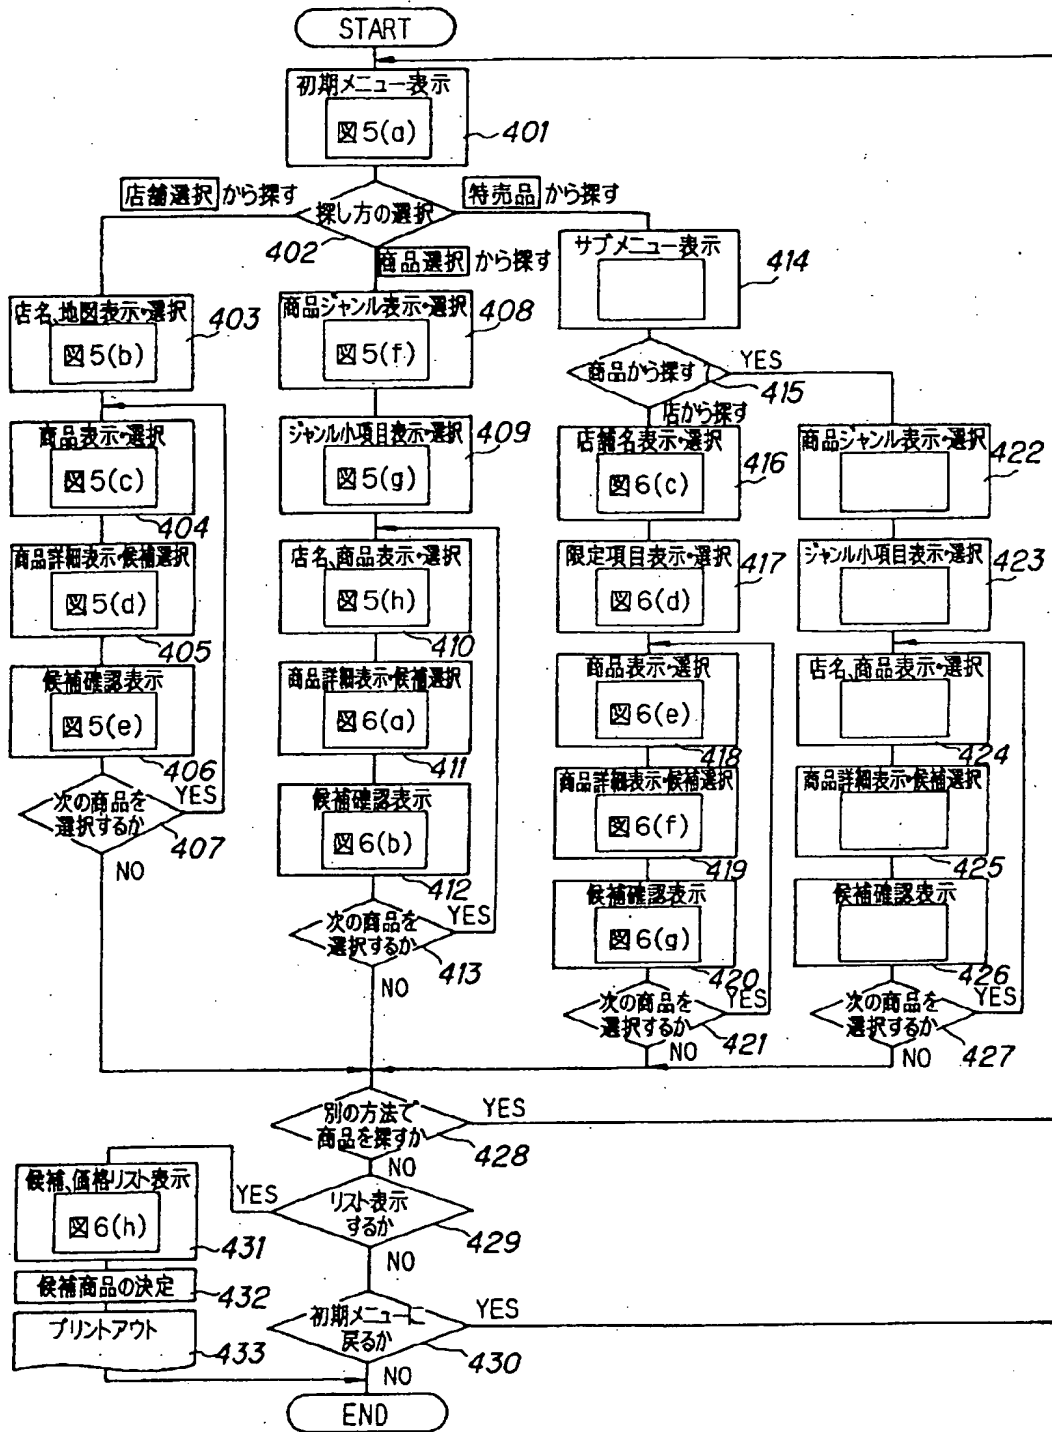 START
初期メニュー表示
図5(a)
401
店舗選択から探す
特売品から探す
探し方の選択
402
商品選択から探す
店名、地図表示・選択
図5(b)
403
商品表示・選択
図5(c)
404
商品詳細表示・候補選択
図5(d)
405
候補確認表示
図5(e)
406
次の商品を
選択するか
YES
407
NO
商品ジャンル表示・選択
図5(f)
408
ジャンル小項目表示・選択
図5(g)
409
店名、商品表示・選択
図5(h)
410
商品詳細表示・候補選択
図6(a)
411
候補確認表示
図6(b)
412
次の商品を
選択するか
YES
413
NO
サブメニュー表示
414
商品から探す?
YES
415
店から探す
店舗名表示・選択
図6(c)
416
限定項目表示・選択
図6(d)
417
商品表示・選択
図6(e)
418
商品詳細表示・候補選択
図6(f)
419
候補確認表示
図6(g)
420
次の商品を
選択するか
YES
421
NO
商品ジャンル表示・選択
422
ジャンル小項目表示・選択
423
店名、商品表示・選択
424
商品詳細表示・候補選択
425
候補確認表示
426
次の商品を
選択するか
YES
427
NO
別の方法で
商品を探すか
YES
428
NO
リスト表示
するか
YES
429
NO
候補、価格リスト表示
図6(h)
431
候補商品の決定
432
プリントアウト
433
初期メニューに
戻るか
YES
430
NO
END